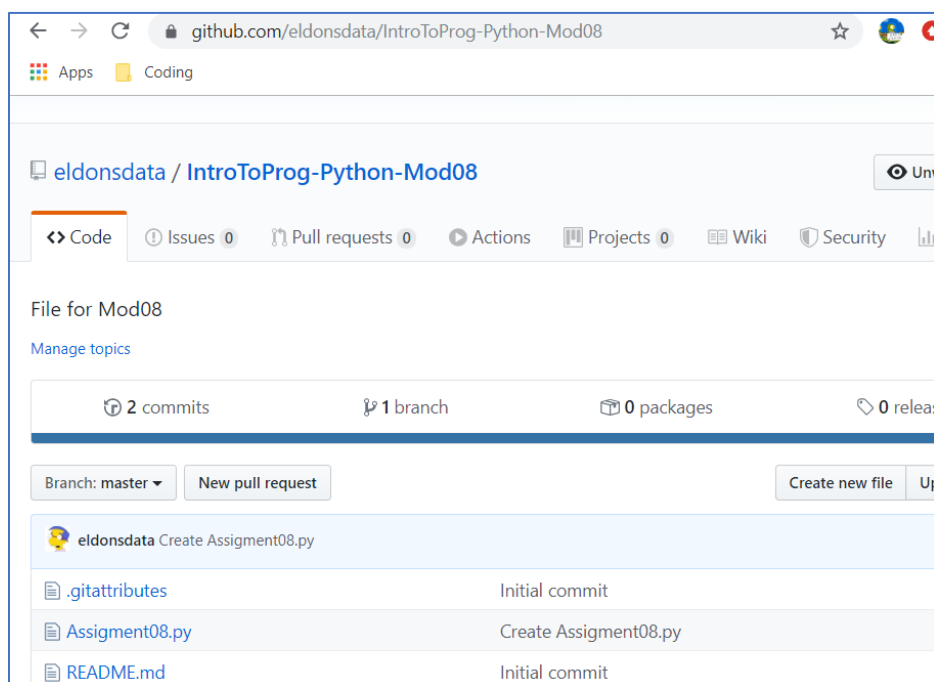 github.com/eldonsdata/IntroToProg-Python-Mod08
Apps Coding
eldonsdata / IntroToProg-Python-Mod08
Code Issues 0 Pull requests 0 Actions Projects 0 Wiki Security
File for Mod08
Manage topics
2 commits 1 branch 0 packages 0
Branch: master New pull request Create new file
eldonsdata Create Assigment08.py
.gitattributes Initial commit
Assigment08.py Create Assigment08.py
README.md Initial commit